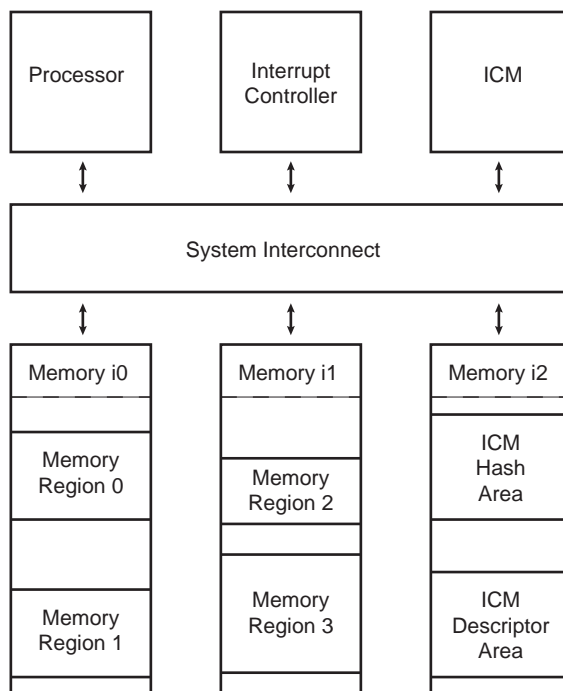 Processor
Interrupt
Controller
ICM
System Interconnect
Memory i0
Memory i1
Memory i2
Memory
Region 0
Memory
Region 2
ICM
Hash
Area
Memory
Region 1
Memory
Region 3
ICM
Descriptor
Area